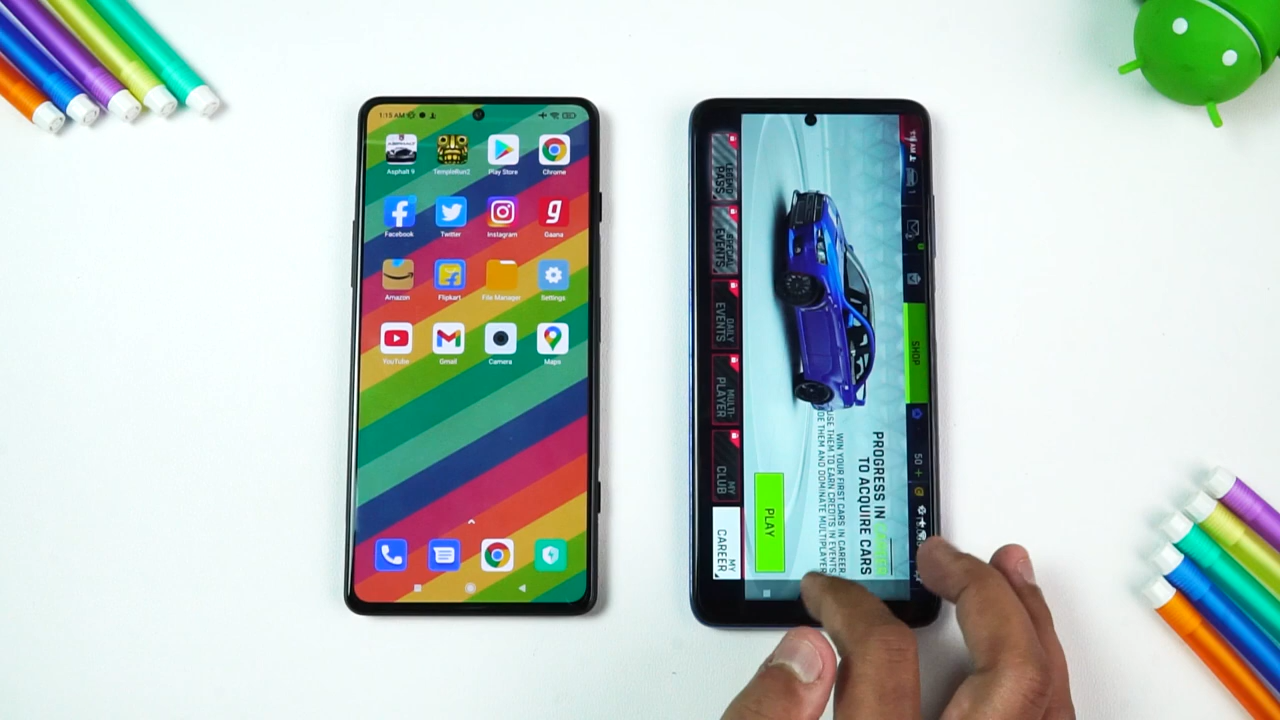 1:15 AM
ASPHALT
Asphalt 9
TempleRun2
Play Store
Chrome
Facebook
Twitter
Instagram
Gaana
Amazon
Flipkart
File Manager
Settings
YouTube
Gmail
Camera
Maps
LEGEND
PASS
SPECIAL
EVENTS
DAILY
EVENTS
MULTI-
PLAYER
MY
CLUB
MY
CAREER
1
SHOP
50 +
PROGRESS IN
TO ACQUIRE CARS
WIN YOUR FIRST CARS IN CAREER
USE THEM TO EARN CREDITS IN EVENTS,
THEM AND DOMINATE MULTIPLAYER
PLAY